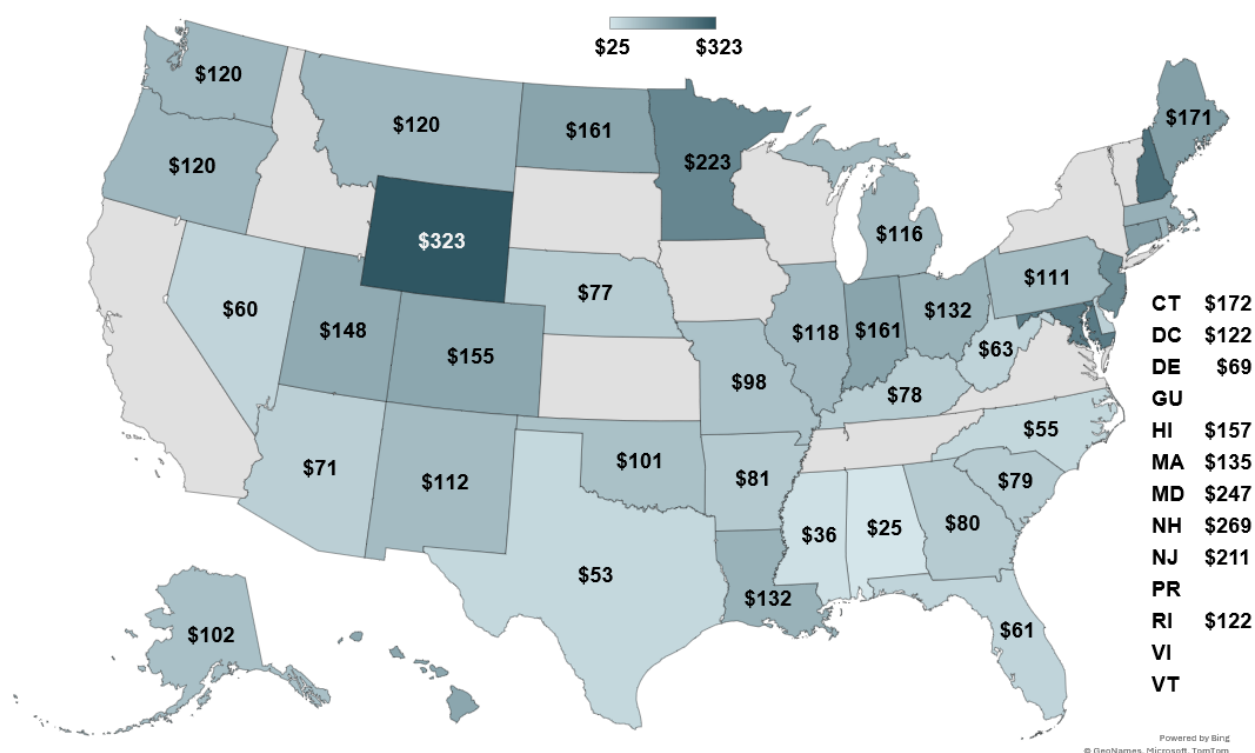 $25 $323
$120
$120
$161
$223
$171
$120
$323
$116
$77
$111
$60
$148
$155
$118
$161
$132
$63
$98
$78
$71
$112
$101
$81
$55
$79
$36
$25
$80
$53
$132
$102
$61
CT $172
DC $122
DE $69
GU
HI $157
MA $135
MD $247
NH $269
NJ $211
PR
RI $122
VI
VT
Powered by Bing
© GeoNames, Microsoft, TomTom